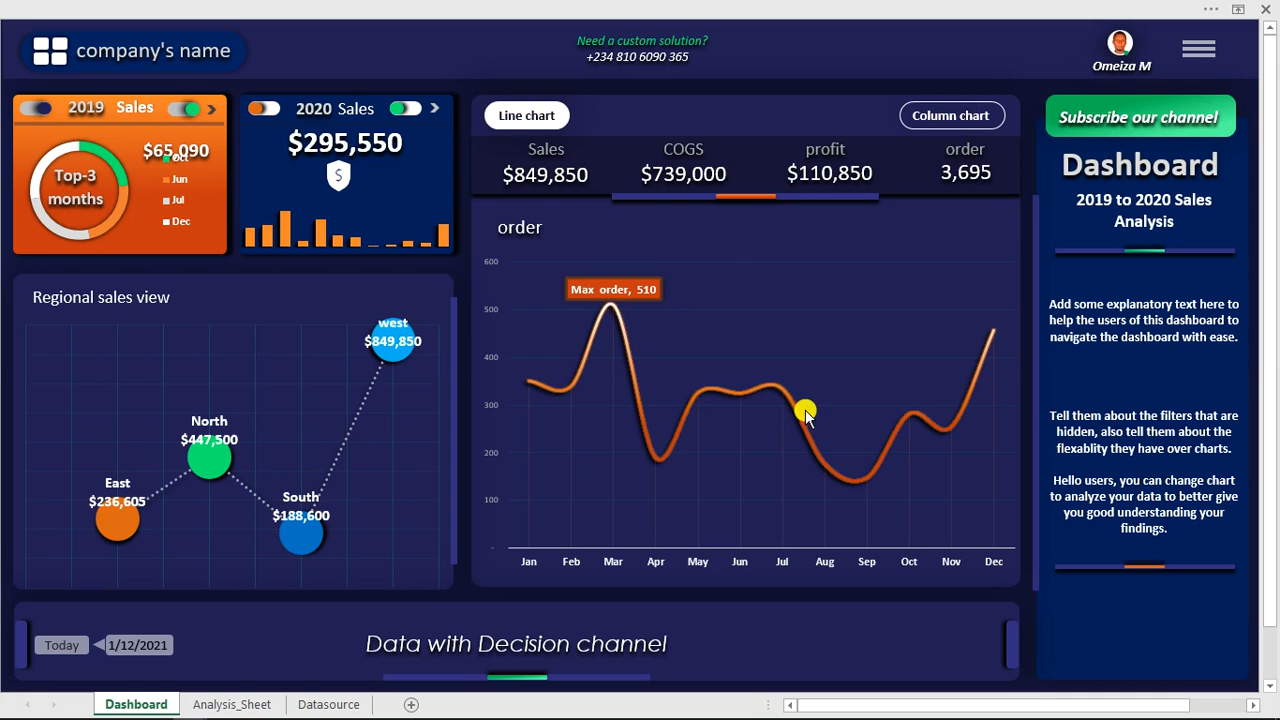 company's name
Need a custom solution?
+234 810 6090 365
Omeiza M
2019 Sales
$65,090
Top-3
months
Oct
Jun
Jul
Dec
2020 Sales
$295,550
$
Line chart
Column chart
Sales
COGS
profit
order
$849,850
$739,000
$110,850
3,695
order
600
500
400
300
200
100
-
Max order, 510
Jan
Feb
Mar
Apr
May
Jun
Jul
Aug
Sep
Oct
Nov
Dec
Regional sales view
west
$849,850
North
$447,500
East
$236,605
South
$188,600
Subscribe our channel
Dashboard
2019 to 2020 Sales
Analysis
Add some explanatory text here to
help the users of this dashboard to
navigate the dashboard with ease.
Tell them about the filters that are
hidden, also tell them about the
flexablity they have over charts.
Hello users, you can change chart
to analyze your data to better give
you good understanding your
findings.
Today
1/12/2021
Data with Decision channel
Dashboard
Analysis_Sheet
Datasource